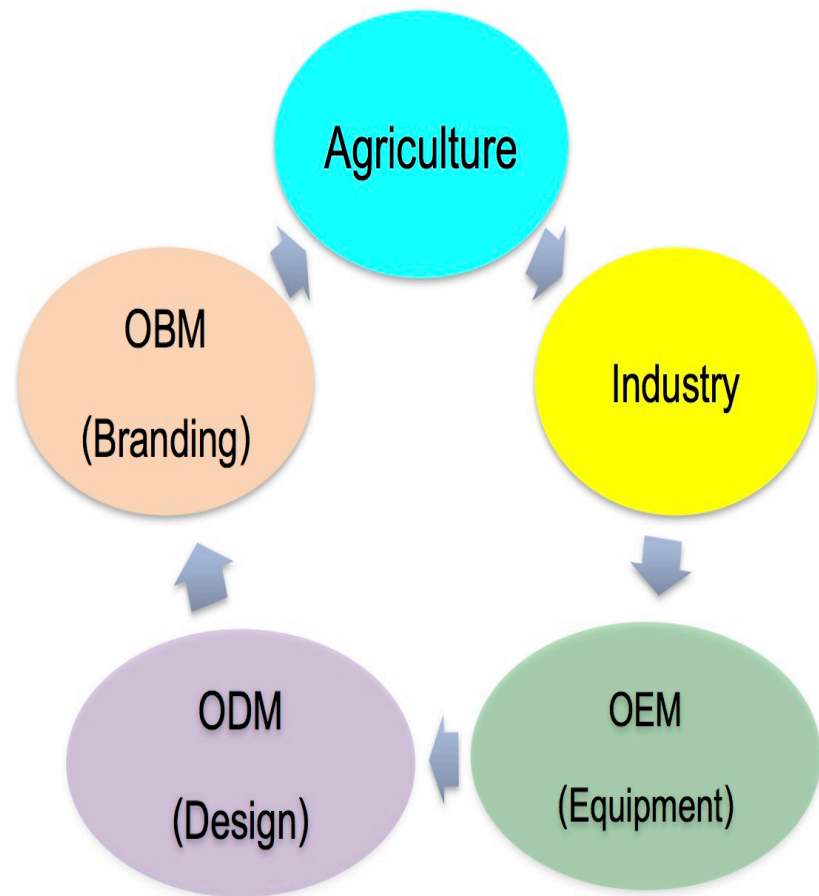 Agriculture
Industry
OEM
(Equipment)
ODM
(Design)
OBM
(Branding)